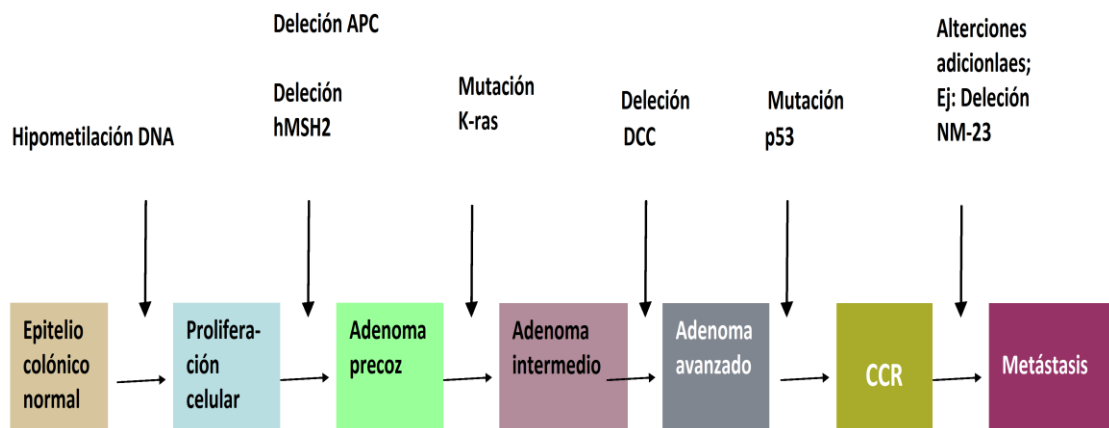 Hipometilación DNA
Deleción APC
Deleción
hMSH2
Mutación
K-ras
Deleción
DCC
Mutación
p53
Alterciones
adicionlaes;
Ej: Deleción
NM-23
Epitelio
colónico
normal
Prolifera-
ción
celular
Adenoma
precoz
Adenoma
intermedio
Adenoma
avanzado
CCR
Metástasis